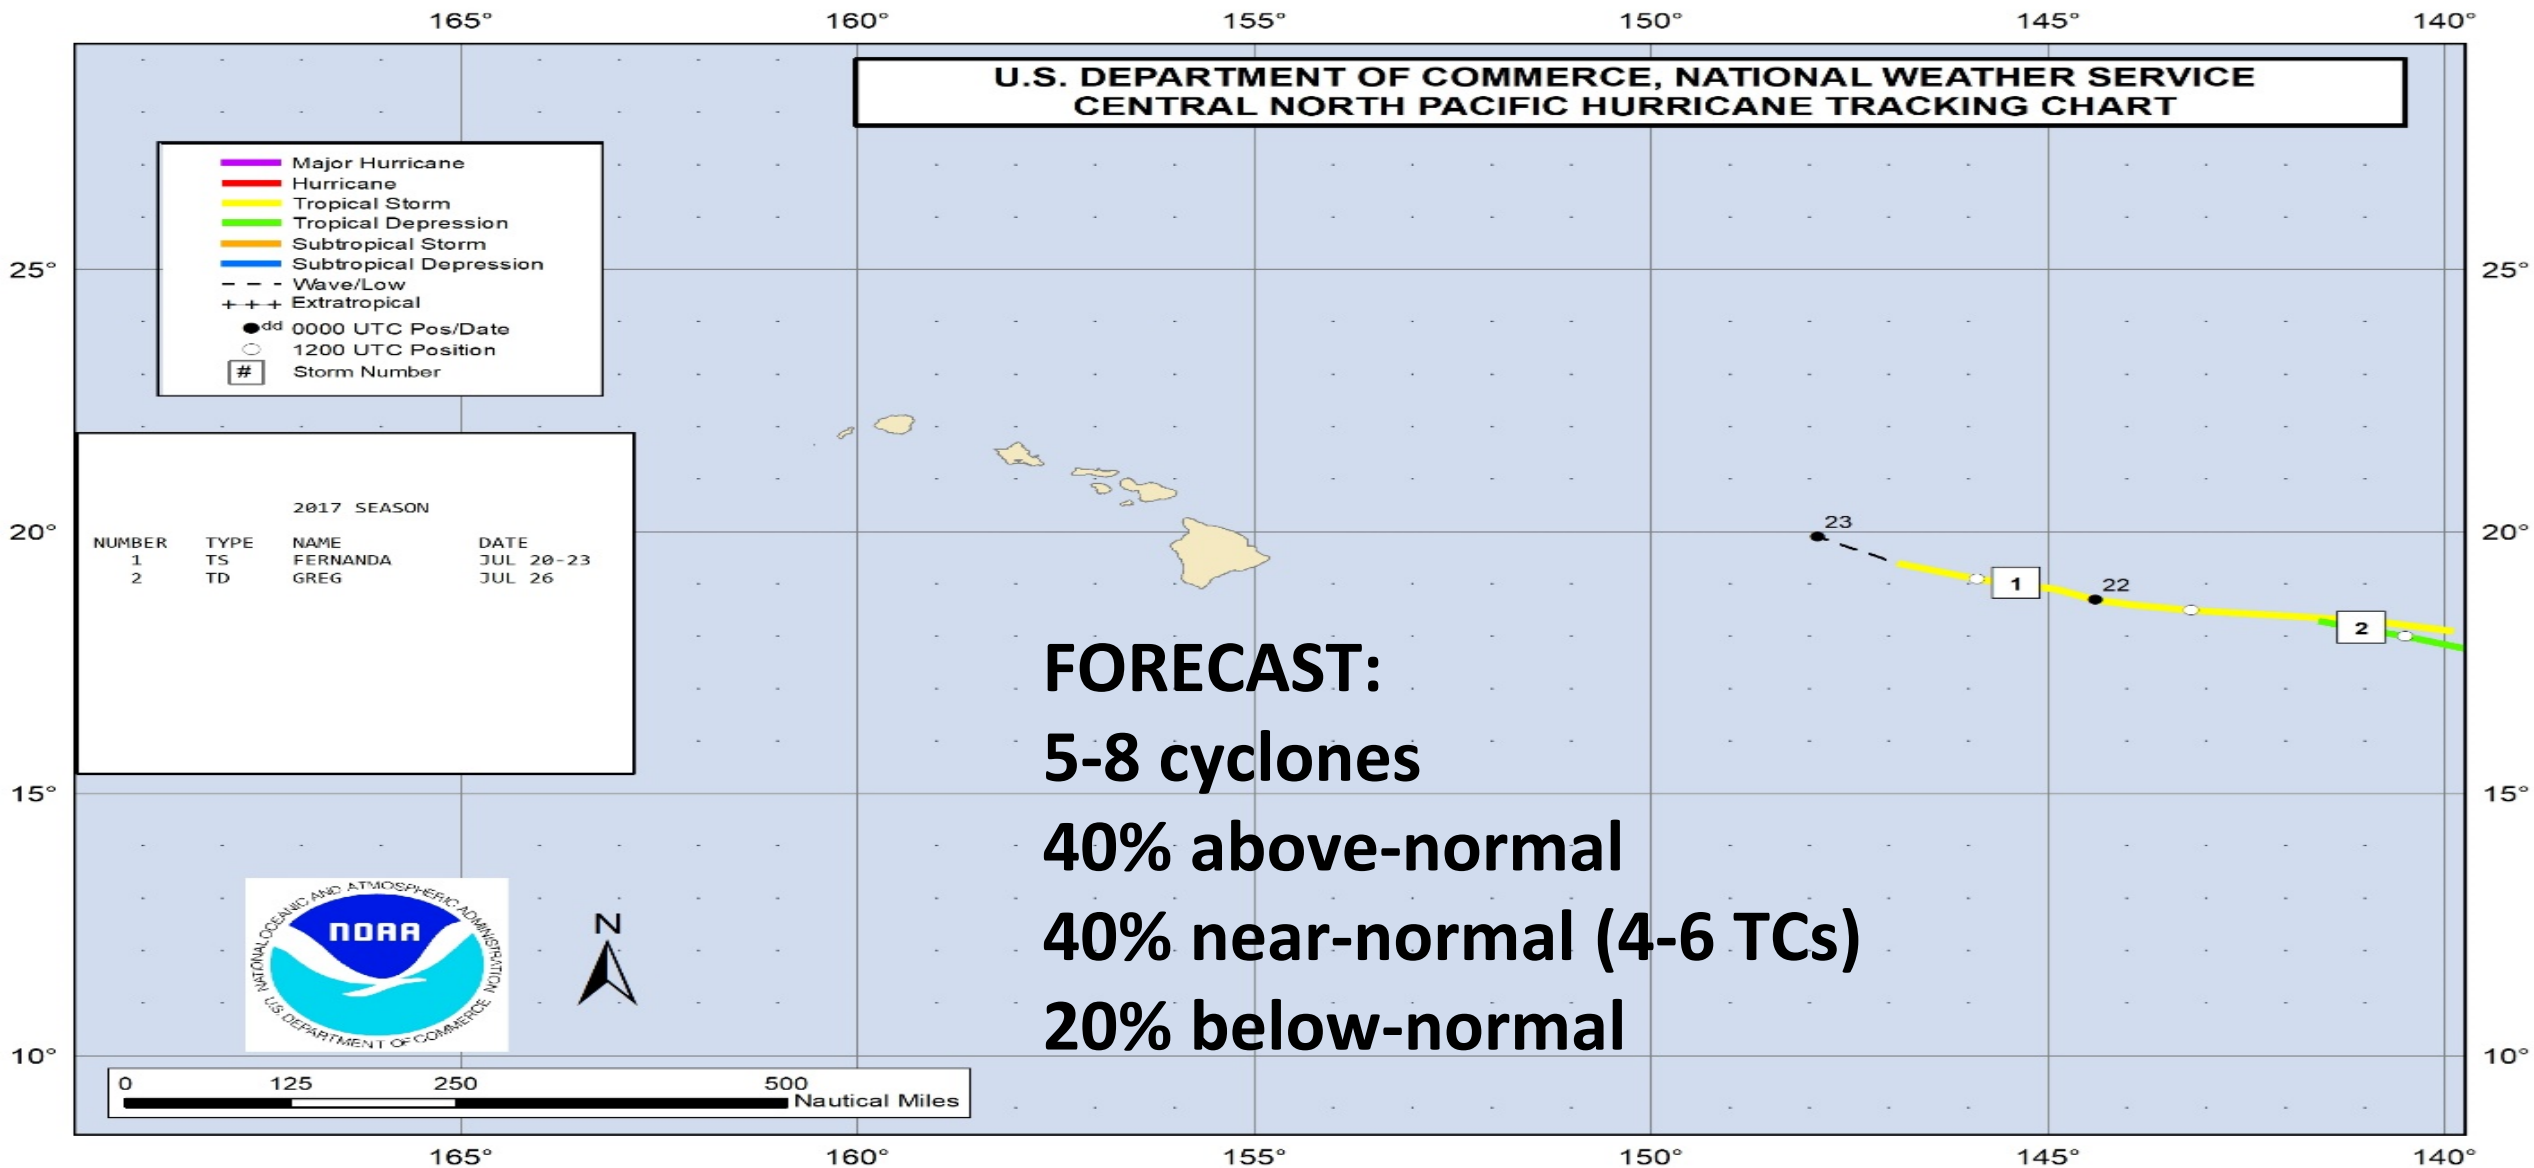 165° 160° 155° 150° 145° 140°
U.S. DEPARTMENT OF COMMERCE, NATIONAL WEATHER SERVICE
CENTRAL NORTH PACIFIC HURRICANE TRACKING CHART
Major Hurricane
Hurricane
Tropical Storm
Tropical Depression
Subtropical Storm
Subtropical Depression
Wave/Low
Extratropical
dd 0000 UTC Pos/Date
1200 UTC Position
# Storm Number
25° 25°
2017 SEASON
NUMBER TYPE NAME DATE
1 TS FERNANDA JUL 20-23
2 TD GREG JUL 26
20° 20°
23
1
22
2
FORECAST:
5-8 cyclones
40% above-normal
40% near-normal (4-6 TCs)
20% below-normal
15° 15°
NATIONAL OCEANIC AND ATMOSPHERIC ADMINISTRATION
NOAA
U.S. DEPARTMENT OF COMMERCE
N
10° 10°
0 125 250 500
Nautical Miles
165° 160° 155° 150° 145° 140°